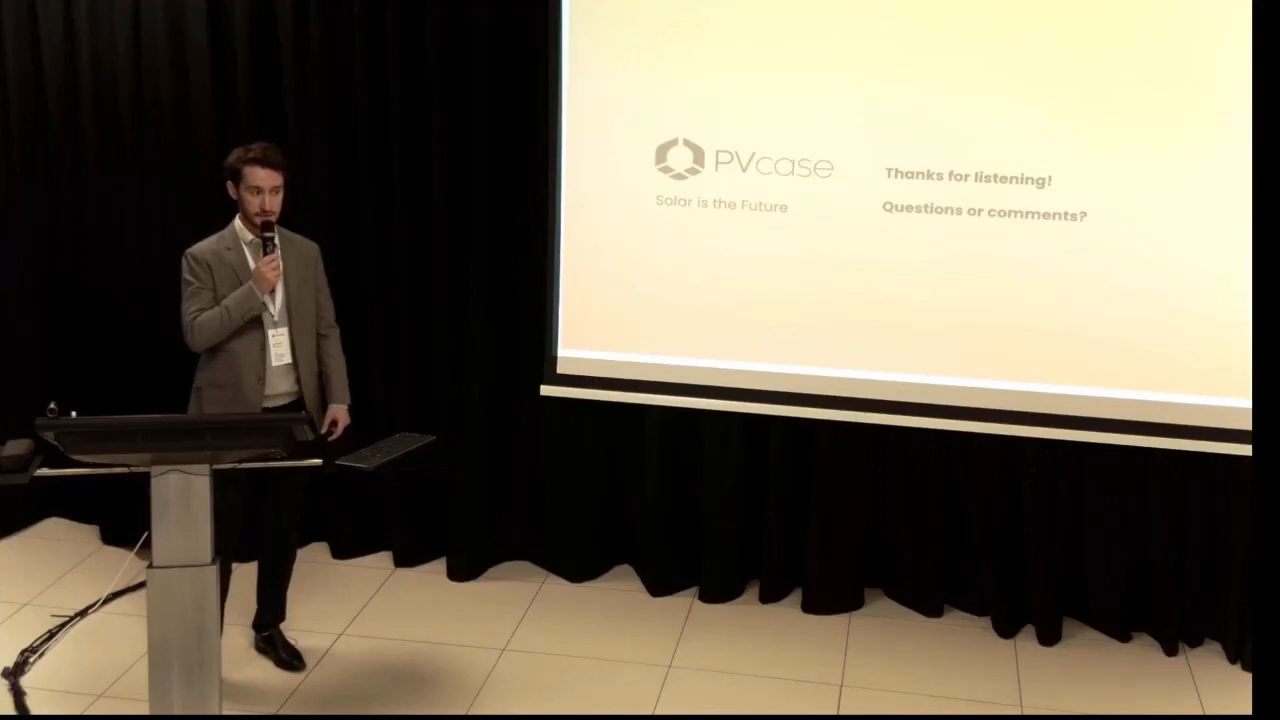 PVcase
Solar is the Future
Thanks for listening!
Questions or comments?